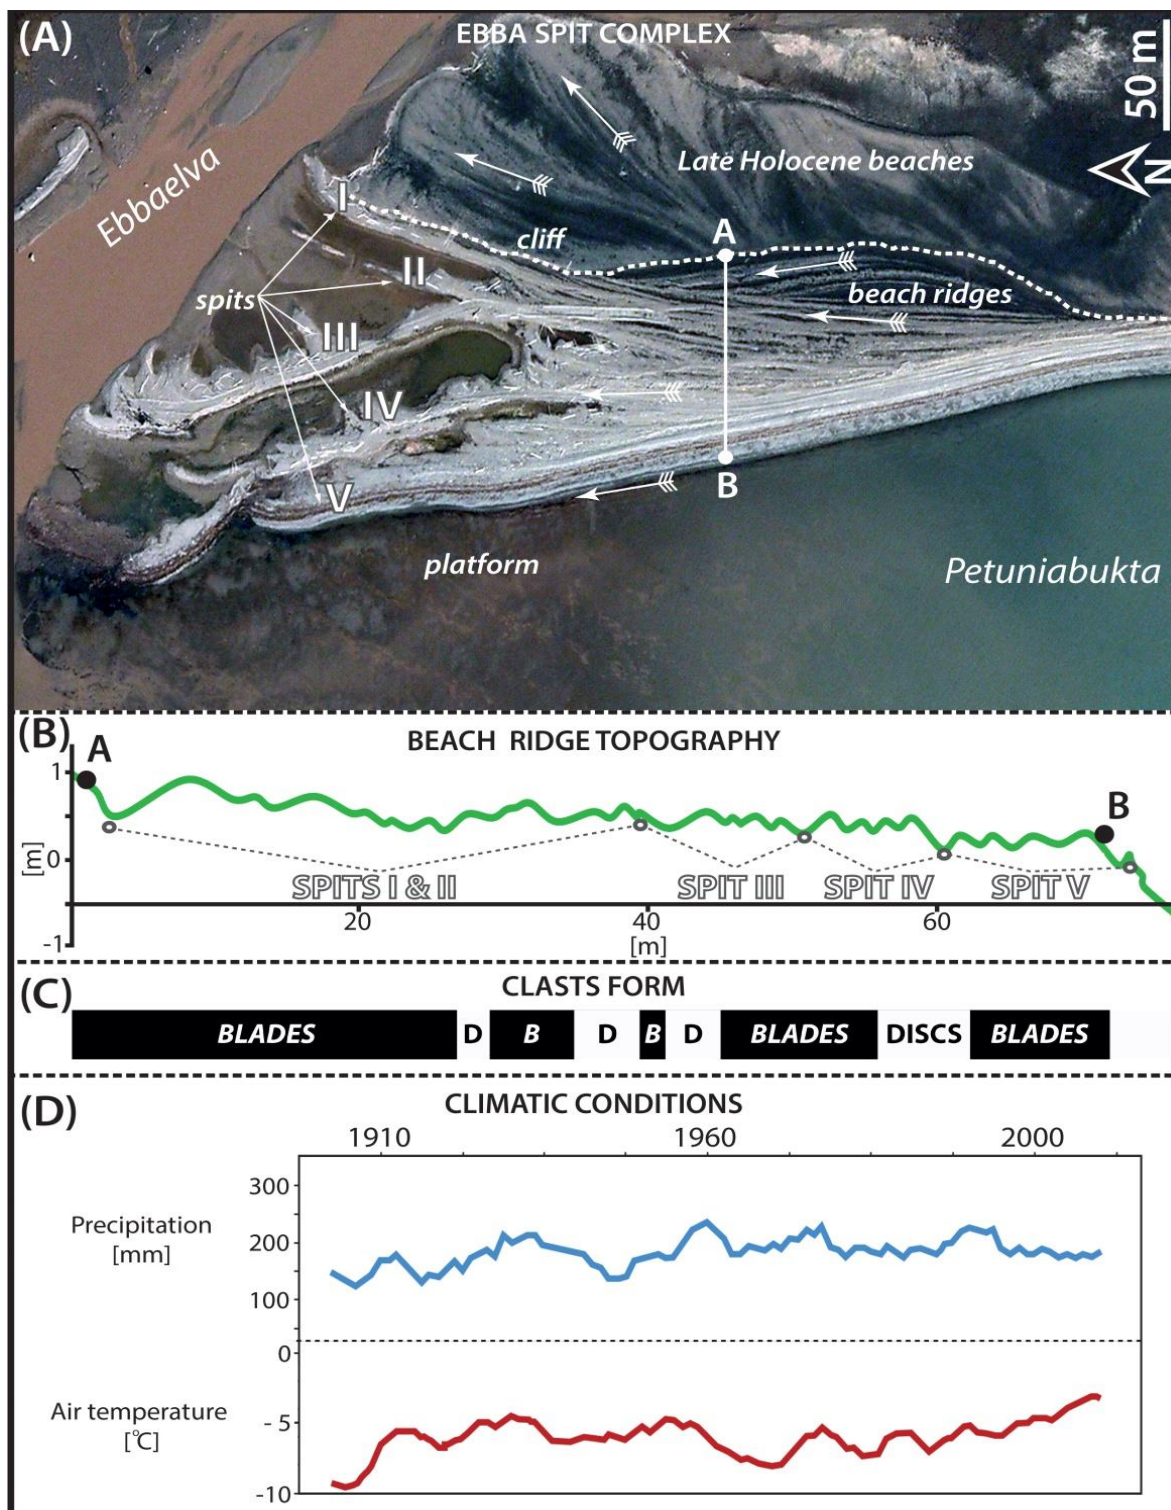 (A)
EBBA SPIT COMPLEX
50 m
N
Ebbaelva
Late Holocene beaches
I
cliff
A
II
beach ridges
spits
III
IV
B
V
platform
Petuniabukta
(B)
BEACH RIDGE TOPOGRAPHY
A
B
1
0
-1
[m]
SPITS I & II
SPIT III
SPIT IV
SPIT V
20
40
60
[m]
(C)
CLASTS FORM
BLADES D B D B D BLADES DISCS BLADES
(D)
CLIMATIC CONDITIONS
1910 1960 2000
300
Precipitation
[mm]
200
100
0
Air temperature
[°C]
-5
-10